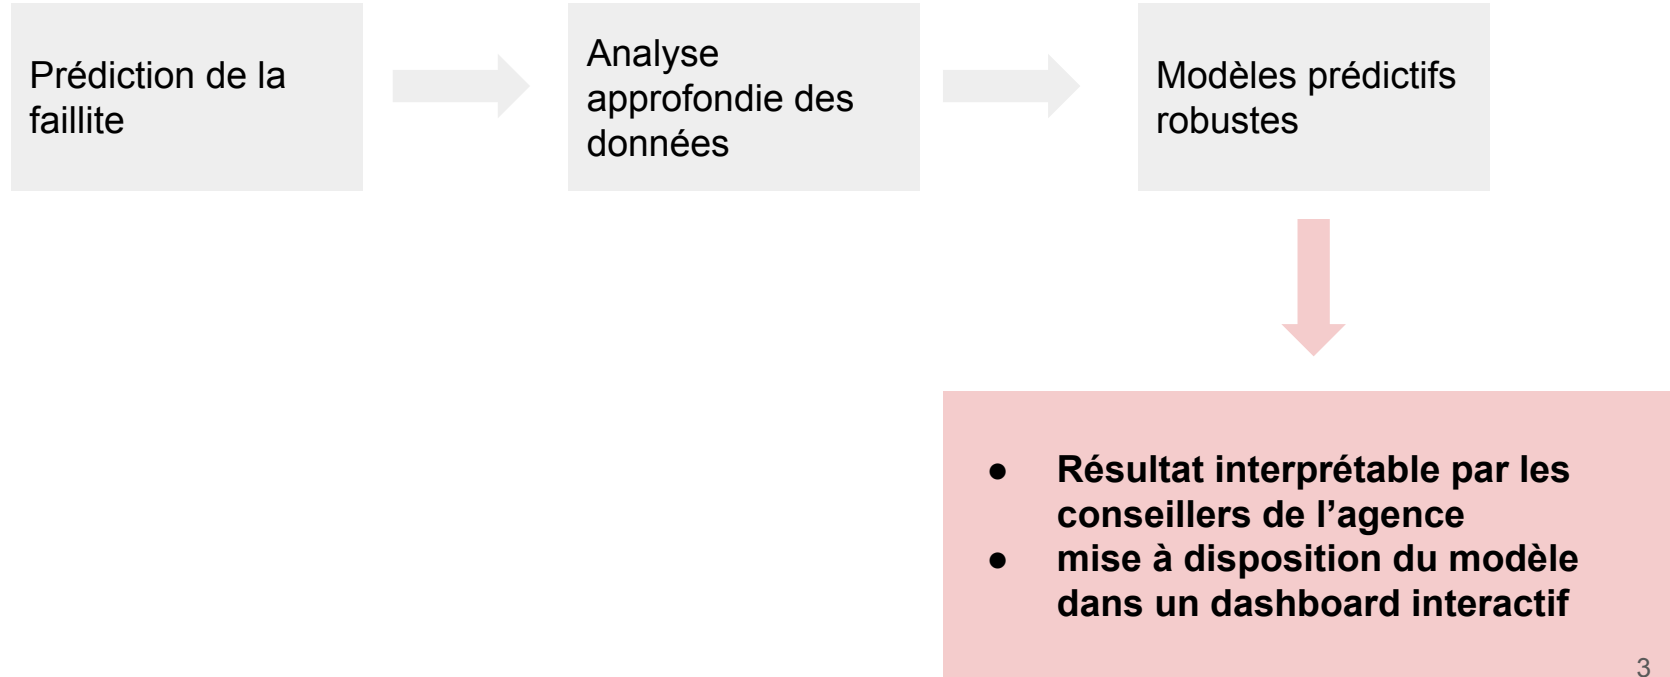 Prédiction de la
faillite
Analyse
approfondie des
données
Modèles prédictifs
robustes
● Résultat interprétable par les
conseillers de l’agence
● mise à disposition du modèle
dans un dashboard interactif
3